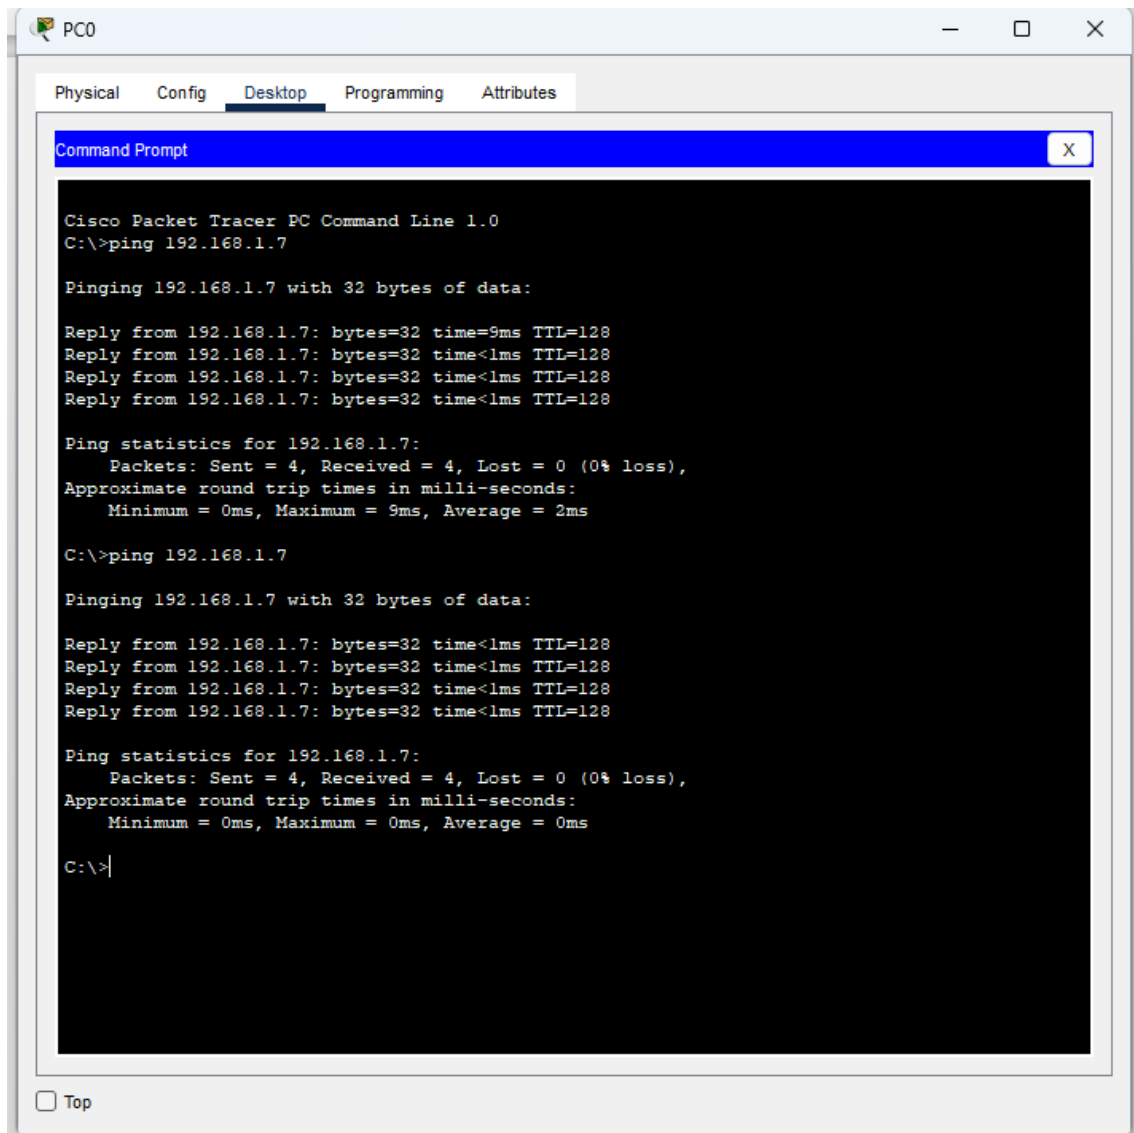 PC0
Physical Config Desktop Programming Attributes
Command Prompt
X
Cisco Packet Tracer PC Command Line 1.0
C:\>ping 192.168.1.7
Pinging 192.168.1.7 with 32 bytes of data:
Reply from 192.168.1.7: bytes=32 time=9ms TTL=128
Reply from 192.168.1.7: bytes=32 time<1ms TTL=128
Reply from 192.168.1.7: bytes=32 time<1ms TTL=128
Reply from 192.168.1.7: bytes=32 time<1ms TTL=128
Ping statistics for 192.168.1.7:
Packets: Sent = 4, Received = 4, Lost = 0 (0% loss),
Approximate round trip times in milli-seconds:
Minimum = 0ms, Maximum = 9ms, Average = 2ms
C:\>ping 192.168.1.7
Pinging 192.168.1.7 with 32 bytes of data:
Reply from 192.168.1.7: bytes=32 time<1ms TTL=128
Reply from 192.168.1.7: bytes=32 time<1ms TTL=128
Reply from 192.168.1.7: bytes=32 time<1ms TTL=128
Reply from 192.168.1.7: bytes=32 time<1ms TTL=128
Ping statistics for 192.168.1.7:
Packets: Sent = 4, Received = 4, Lost = 0 (0% loss),
Approximate round trip times in milli-seconds:
Minimum = 0ms, Maximum = 0ms, Average = 0ms
C:\>
Top